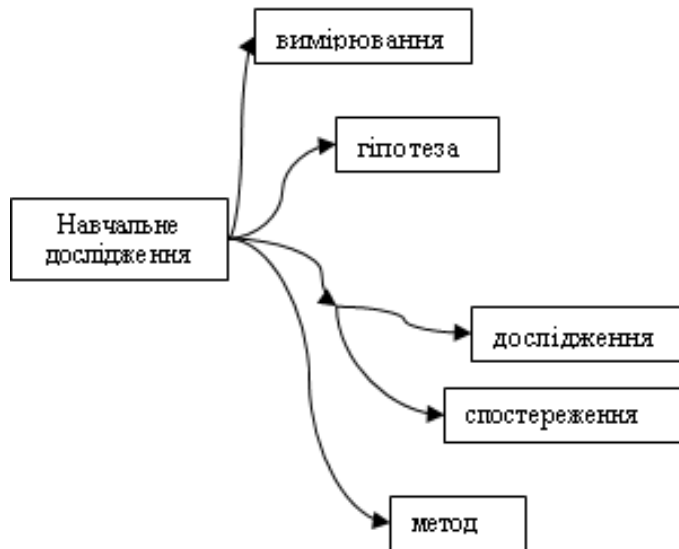 вимірювання
гіпотеза
Навчальне
дослідження
дослідження
спостереження
метод